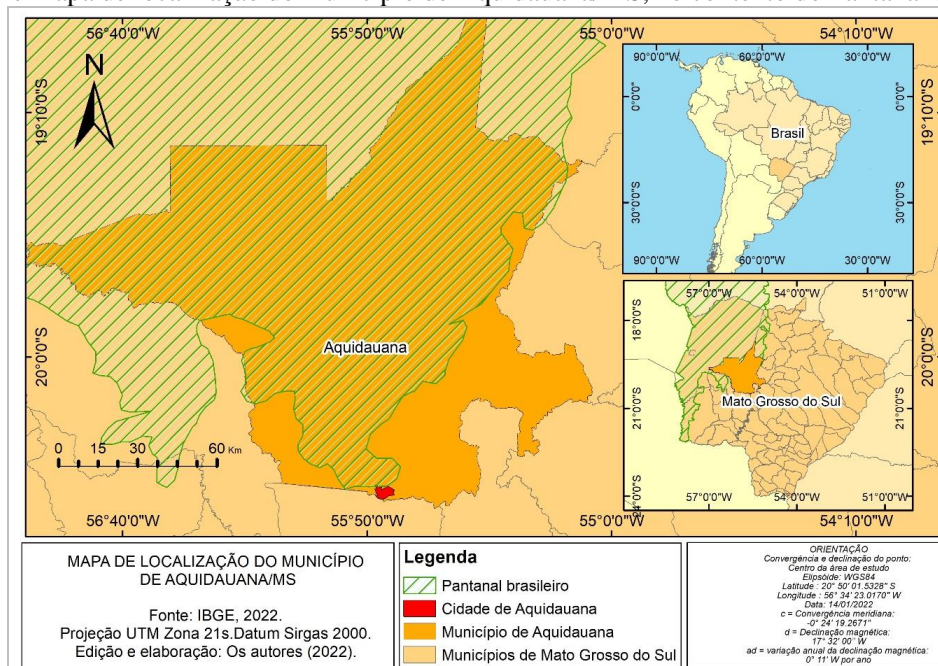 56°40'0"W 55°50'0"W 55°00'0"W 54°10'0"W
N
19°10'0"S
20°0'0"S
Aquidauana
0 15 30 60 Km
90°0'0"W 60°0'0"W 30°0'0"W
0°0'0"
30°0'0"S
Brasil
90°0'0"W 60°0'0"W 30°0'0"W
57°0'0"W 54°0'0"W 51°0'0"W
18°0'0"S
21°0'0"S
24°0'0"S
Mato Grosso do Sul
57°0'0"W 54°0'0"W 51°0'0"W
19°10'0"S
20°0'0"S
56°40'0"W 55°50'0"W 55°00'0"W 54°10'0"W
MAPA DE LOCALIZAÇÃO DO MUNICÍPIO
DE AQUIDAUANA/MS
Fonte: IBGE, 2022.
Projeção UTM Zona 21s.Datum Sirgas 2000.
Edição e elaboração: Os autores (2022).
Legenda
Pantanal brasileiro
Cidade de Aquidauana
Município de Aquidauana
Municípios de Mato Grosso do Sul
ORIENTAÇÃO
Convergência e declinação do ponto:
Centro da área de estudo
Elipsóide: WGS84
Latitude : 20° 50' 01.5328" S
Longitude : 56° 34' 23.0170" W
Data: 14/01/2022
c = Convergência meridiana:
-0° 24' 19.2671"
d = Declinação magnética:
17° 32' 00'' W
ad = variação anual da declinação magnética:
0° 11' W por ano